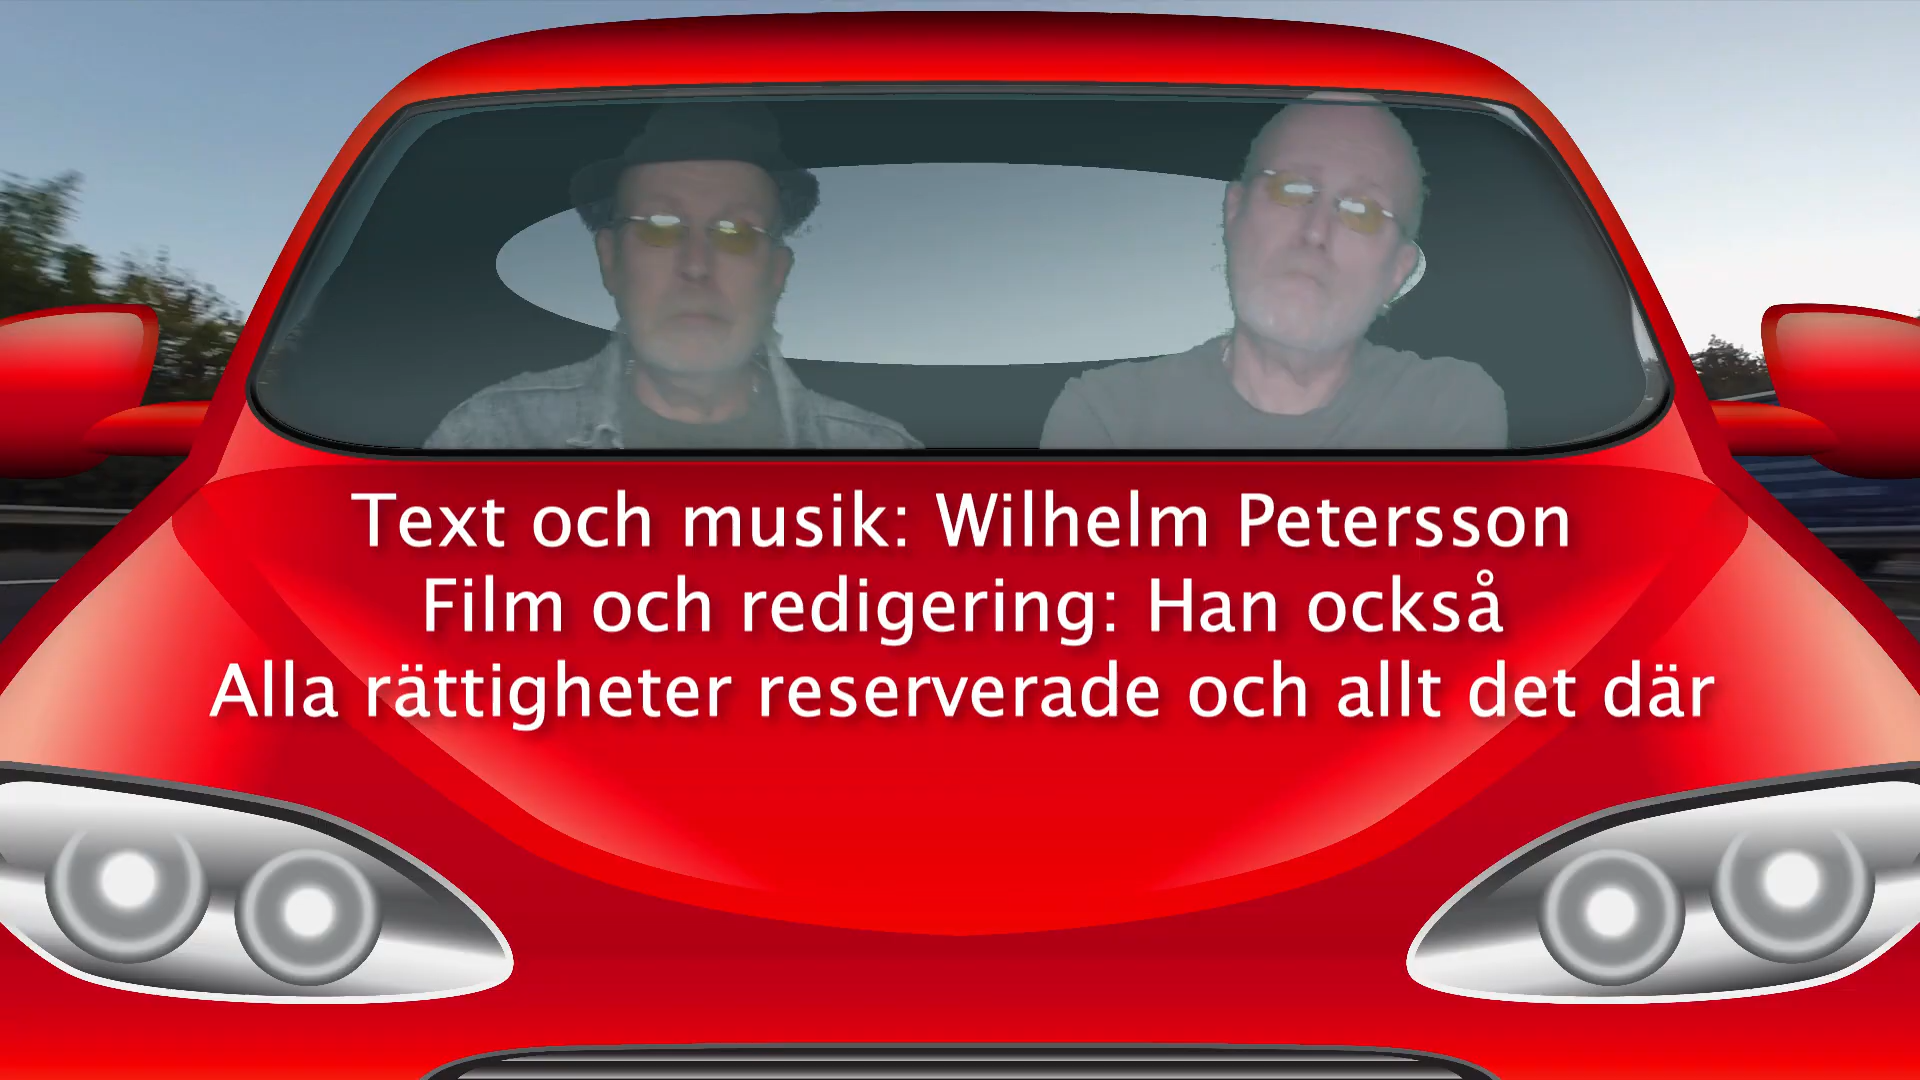 Text och musik: Wilhelm Petersson
Film och redigering: Han också
Alla rättigheter reserverade och allt det där